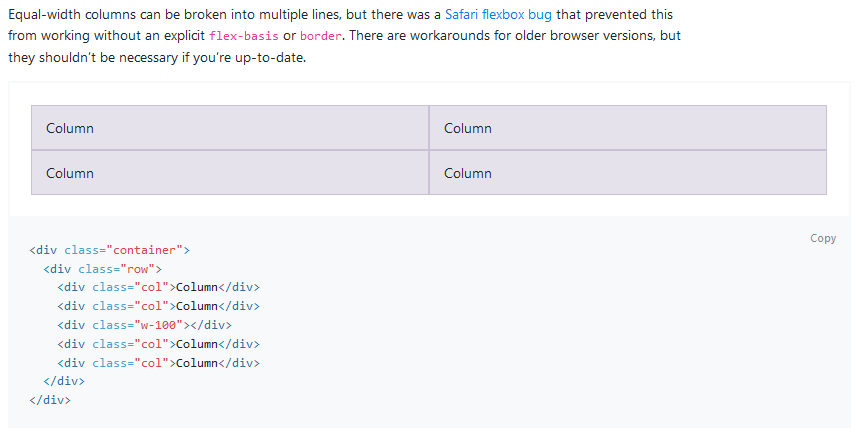 Equal-width columns can be broken into multiple lines, but there was a Safari flexbox bug that prevented this
from working without an explicit flex-basis or border. There are workarounds for older browser versions, but
they shouldn’t be necessary if you’re up-to-date.
Column Column
Column Column
Copy
<div class="container">
  <div class="row">
    <div class="col">Column</div>
    <div class="col">Column</div>
    <div class="w-100"></div>
    <div class="col">Column</div>
    <div class="col">Column</div>
  </div>
</div>